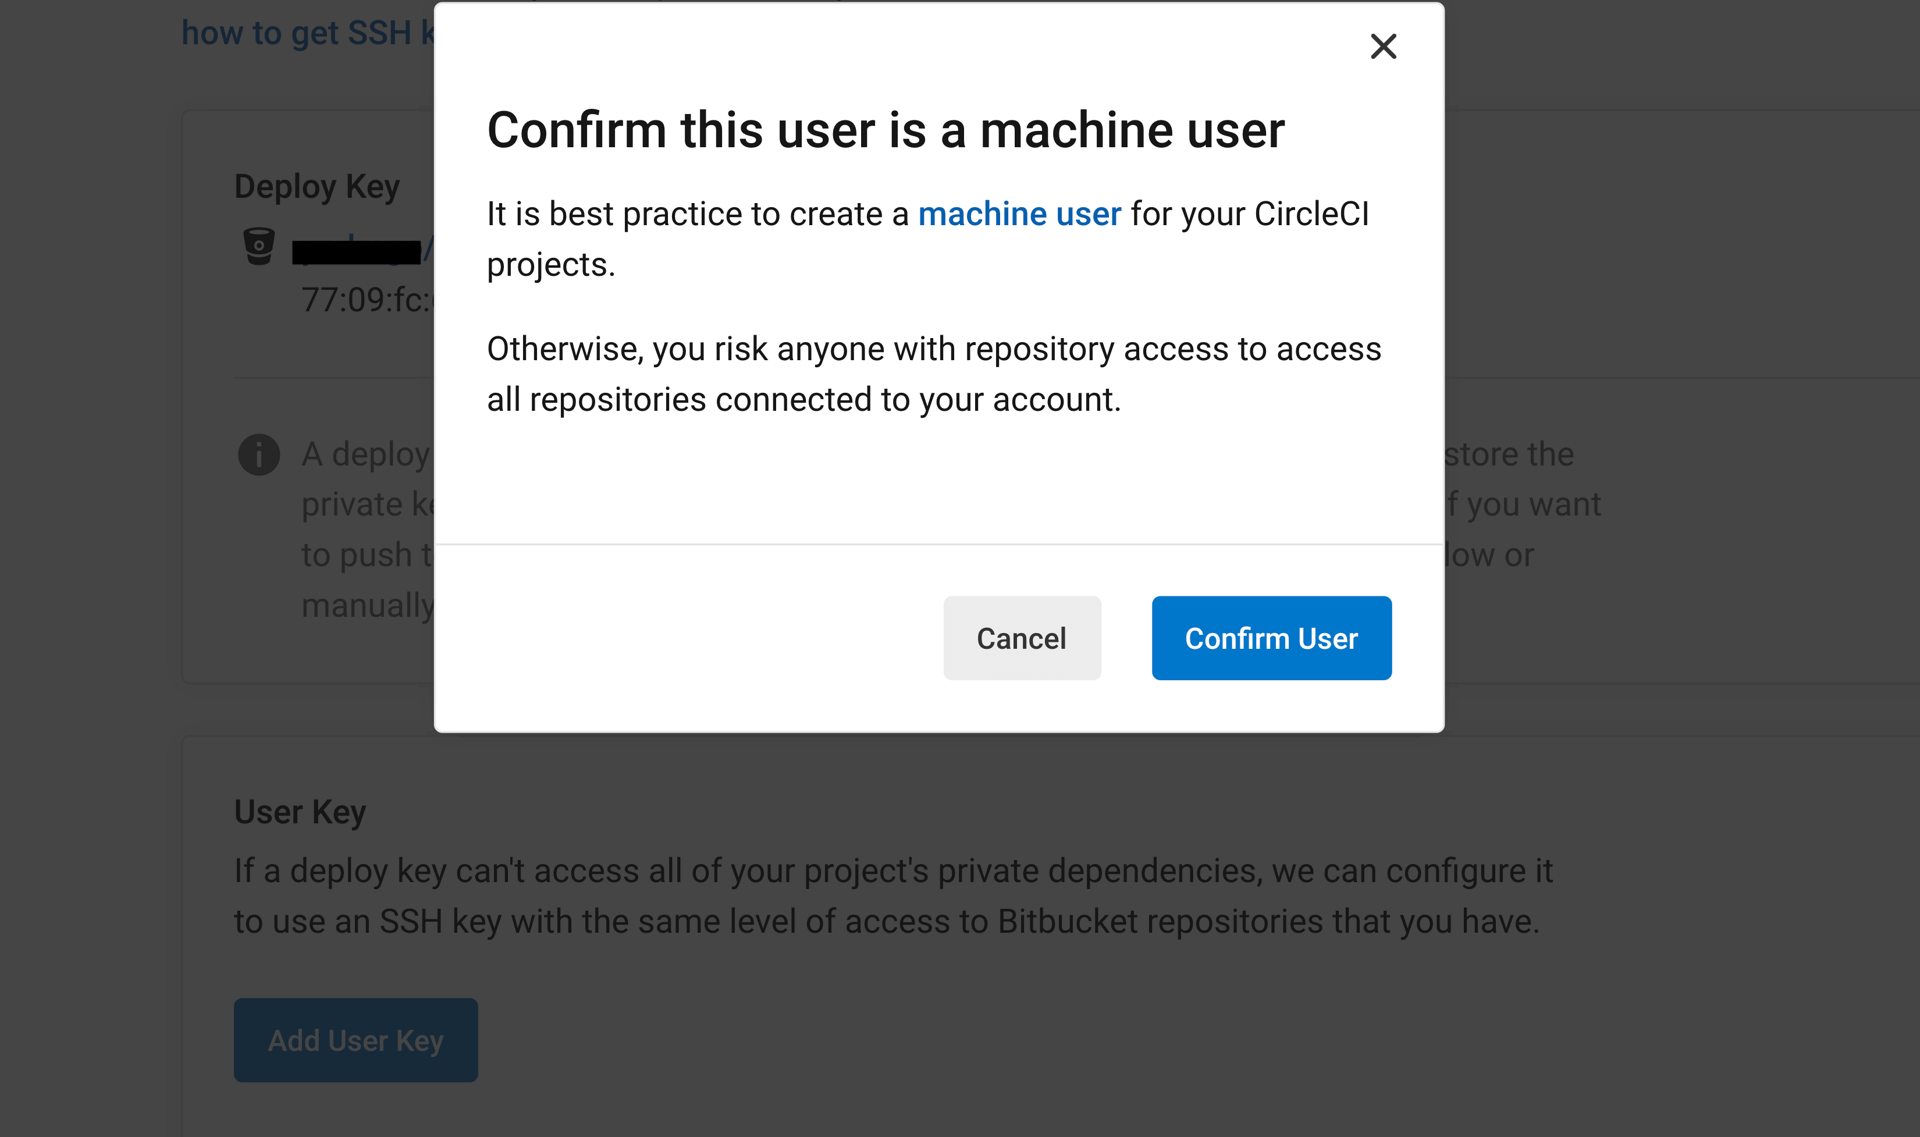 how to get SSH
Confirm this user is a machine user
It is best practice to create a machine user for your CircleCI
projects.
Otherwise, you risk anyone with repository access to access
all repositories connected to your account.
Cancel
Confirm User
Deploy Key
/
77:09:fc:
A deploy
store the
private
f you want
to push
low or
manually
User Key
If a deploy key can't access all of your project's private dependencies, we can configure it
to use an SSH key with the same level of access to Bitbucket repositories that you have.
Add User Key